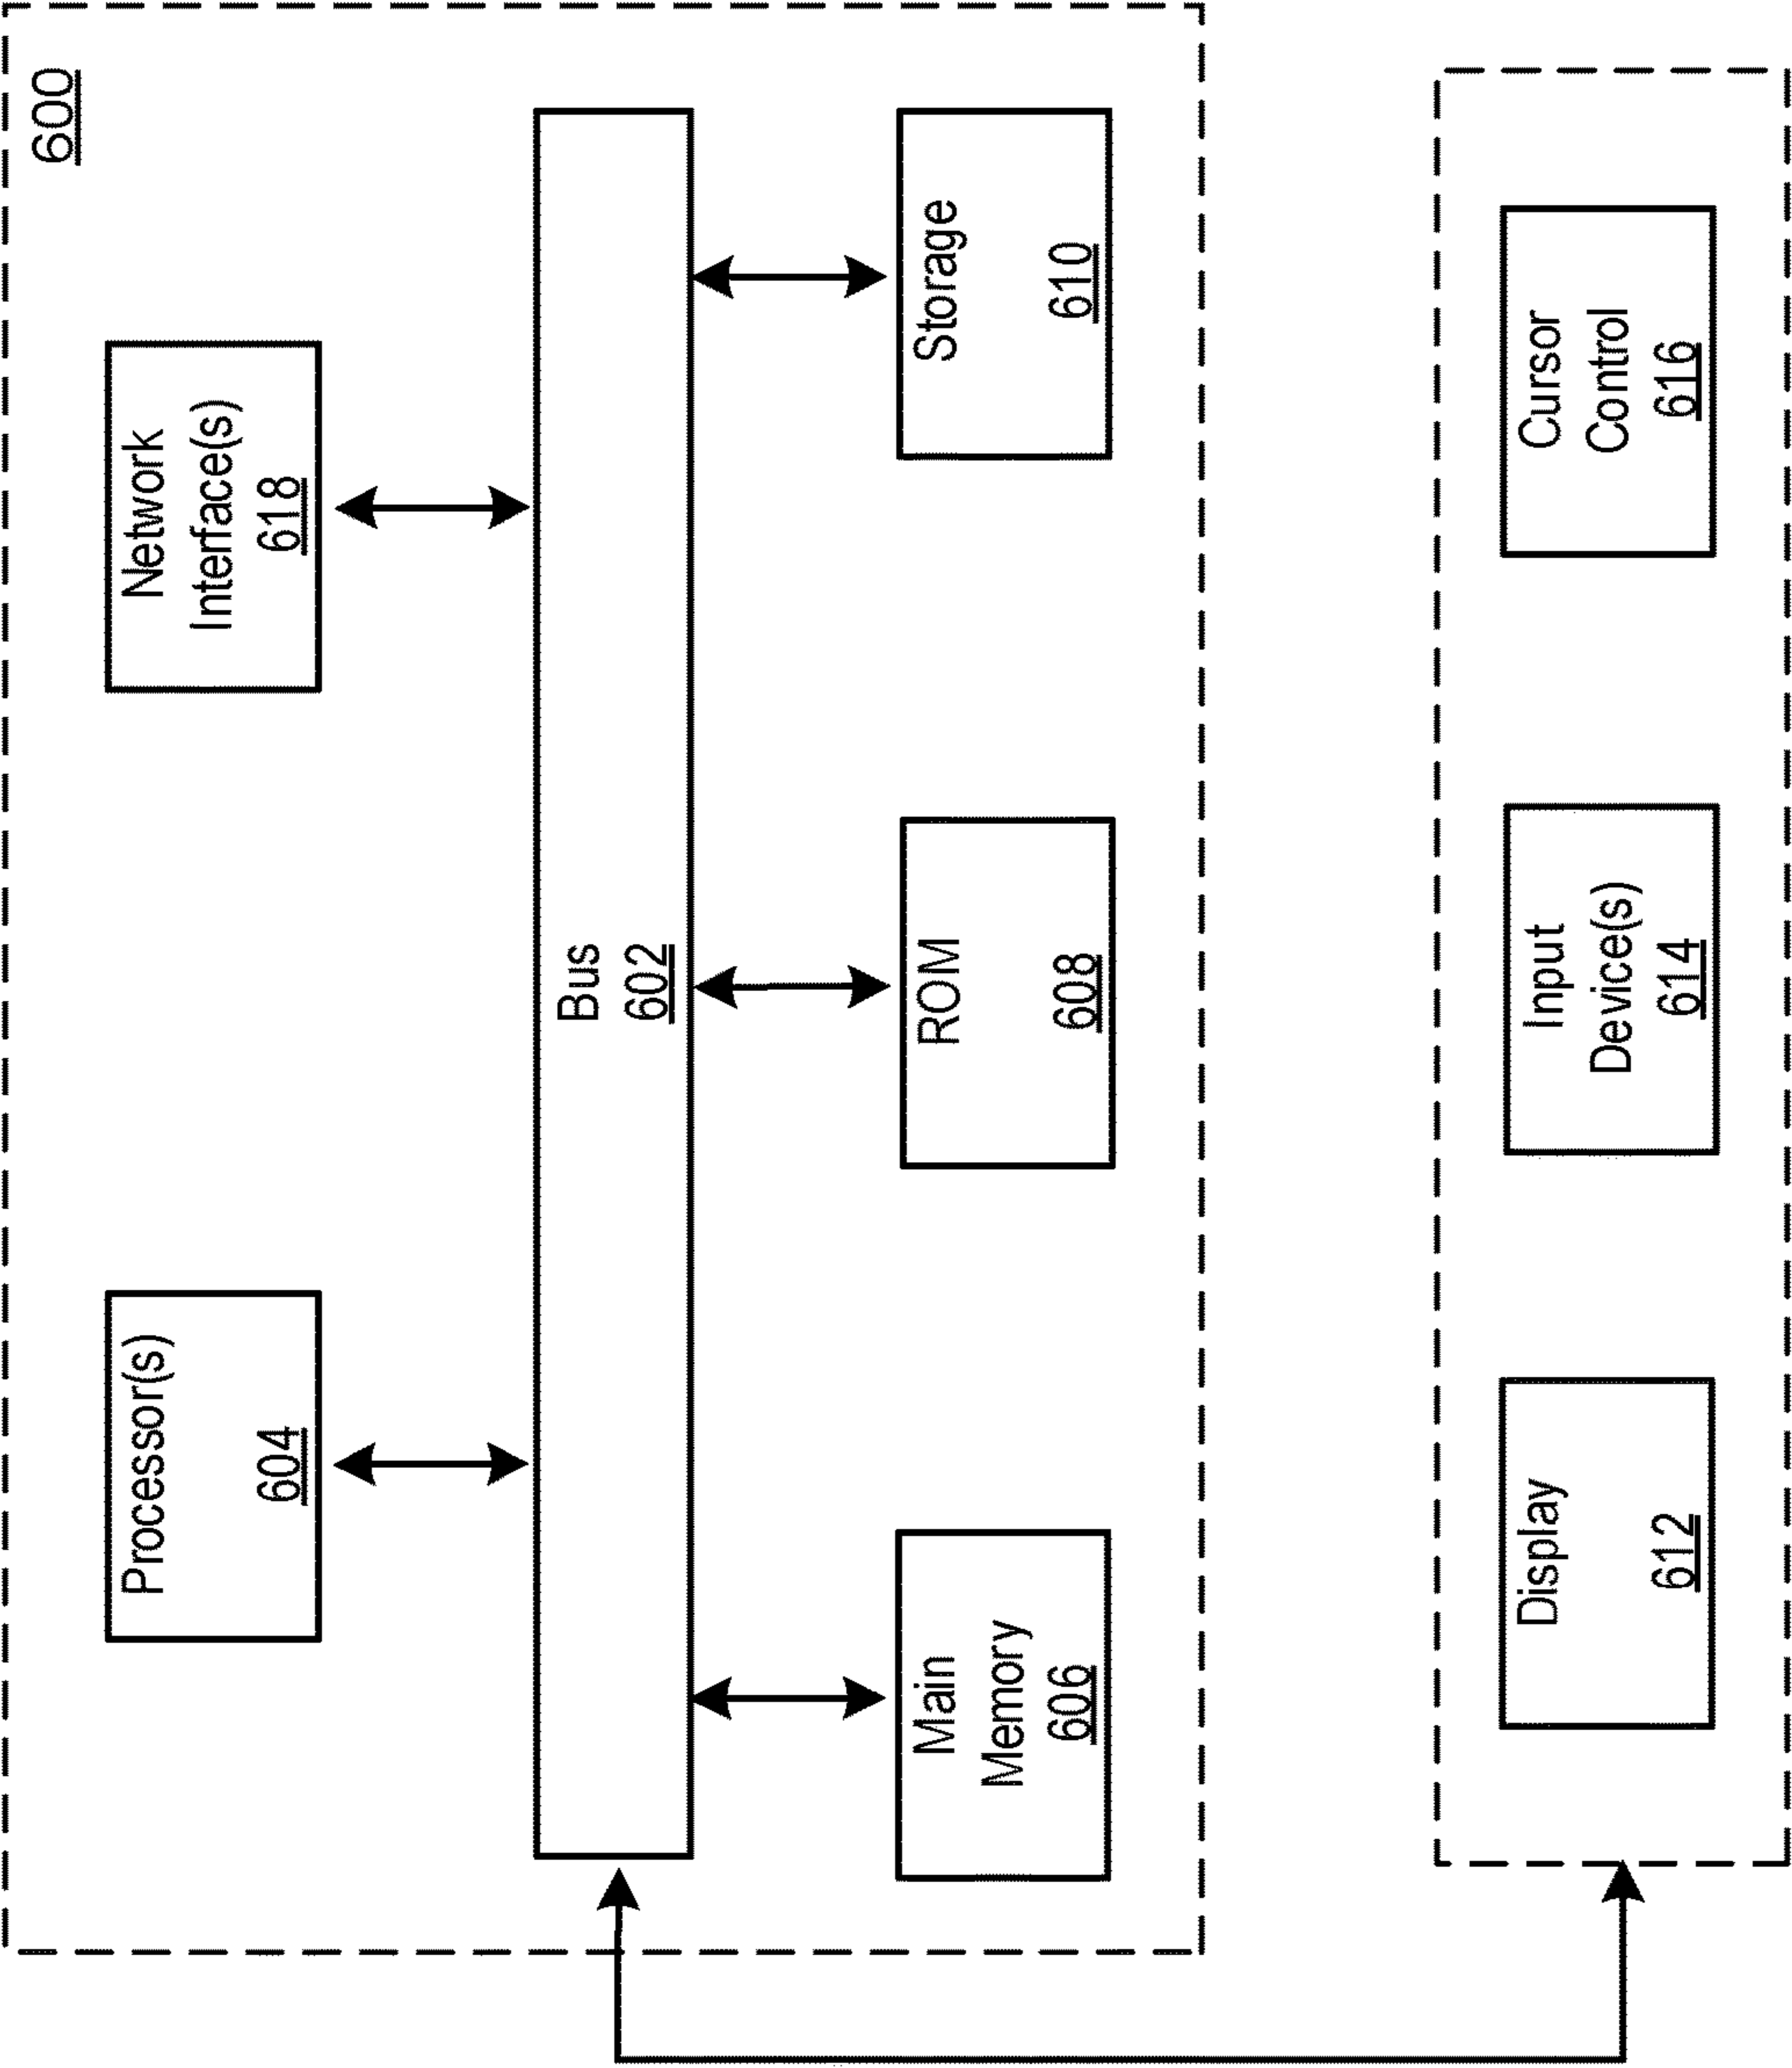 600
Processor(s)
604
Network
Interface(s)
618
Bus
602
Main
Memory
606
ROM
608
Storage
610
Display
612
Input
Device(s)
614
Cursor
Control
616